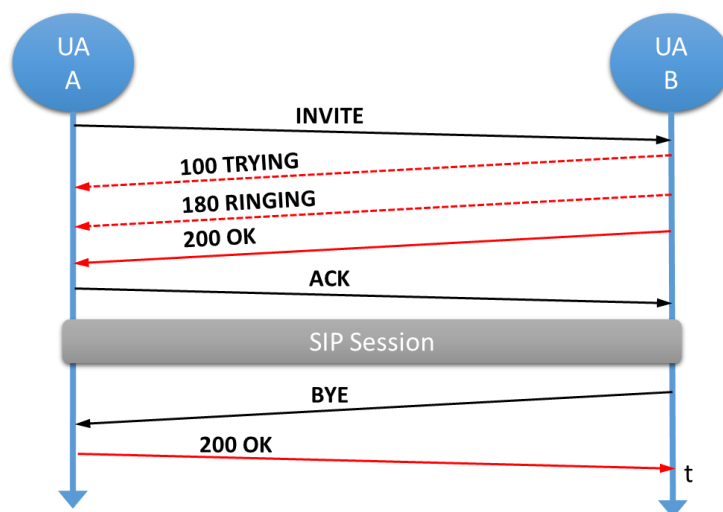 UA
A
UA
B
INVITE
100 TRYING
180 RINGING
200 OK
ACK
SIP Session
BYE
200 OK
t